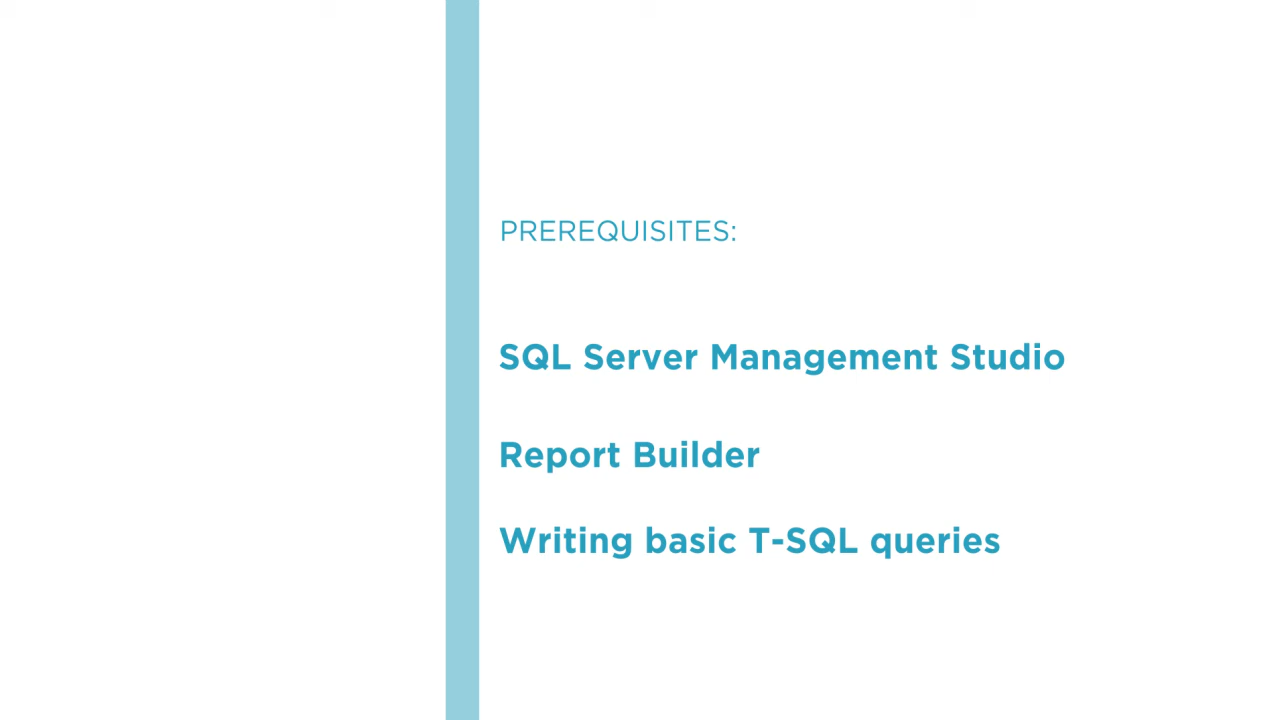 PREREQUISITES:
SQL Server Management Studio
Report Builder
Writing basic T-SQL queries